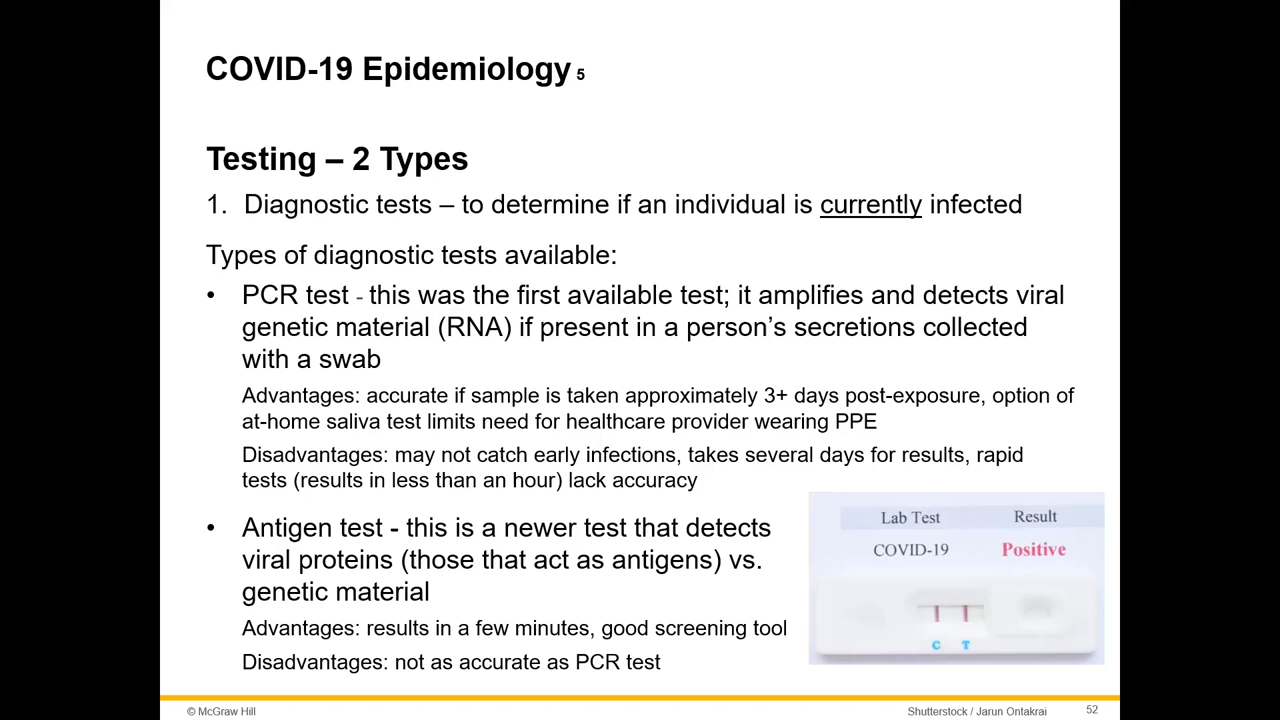 COVID-19 Epidemiology 5
Testing – 2 Types
1. Diagnostic tests – to determine if an individual is currently infected
Types of diagnostic tests available:
• PCR test - this was the first available test; it amplifies and detects viral
genetic material (RNA) if present in a person’s secretions collected
with a swab
Advantages: accurate if sample is taken approximately 3+ days post-exposure, option of
at-home saliva test limits need for healthcare provider wearing PPE
Disadvantages: may not catch early infections, takes several days for results, rapid
tests (results in less than an hour) lack accuracy
• Antigen test - this is a newer test that detects
viral proteins (those that act as antigens) vs.
genetic material
Advantages: results in a few minutes, good screening tool
Disadvantages: not as accurate as PCR test
Lab Test Result
COVID-19 Positive
C T
© McGraw Hill
Shutterstock / Jarun Ontakrai
52